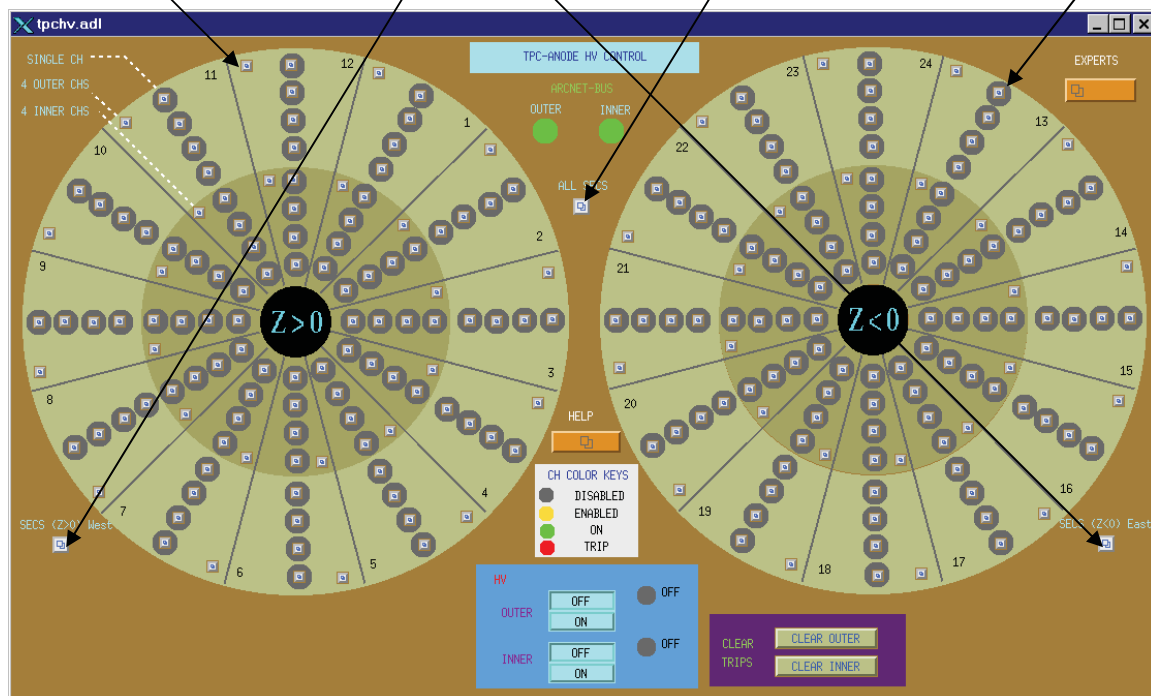 tpchv.adl
SINGLE CH
4 OUTER CHS
4 INNER CHS
TPC-ANODE HV CONTROL
ARCNET-BUS
OUTER INNER
ALL SECS
EXPERTS
11
12
1
10
2
9
3
8
4
7
5
6
Z>0
23
24
13
22
14
21
15
20
16
19
17
18
Z<0
SECS (Z>0) West
SECS (Z<0) East
HELP
CH COLOR KEYS
DISABLED
ENABLED
ON
TRIP
HV
OUTER
OFF
ON
OFF
INNER
OFF
ON
OFF
CLEAR
TRIPS
CLEAR OUTER
CLEAR INNER